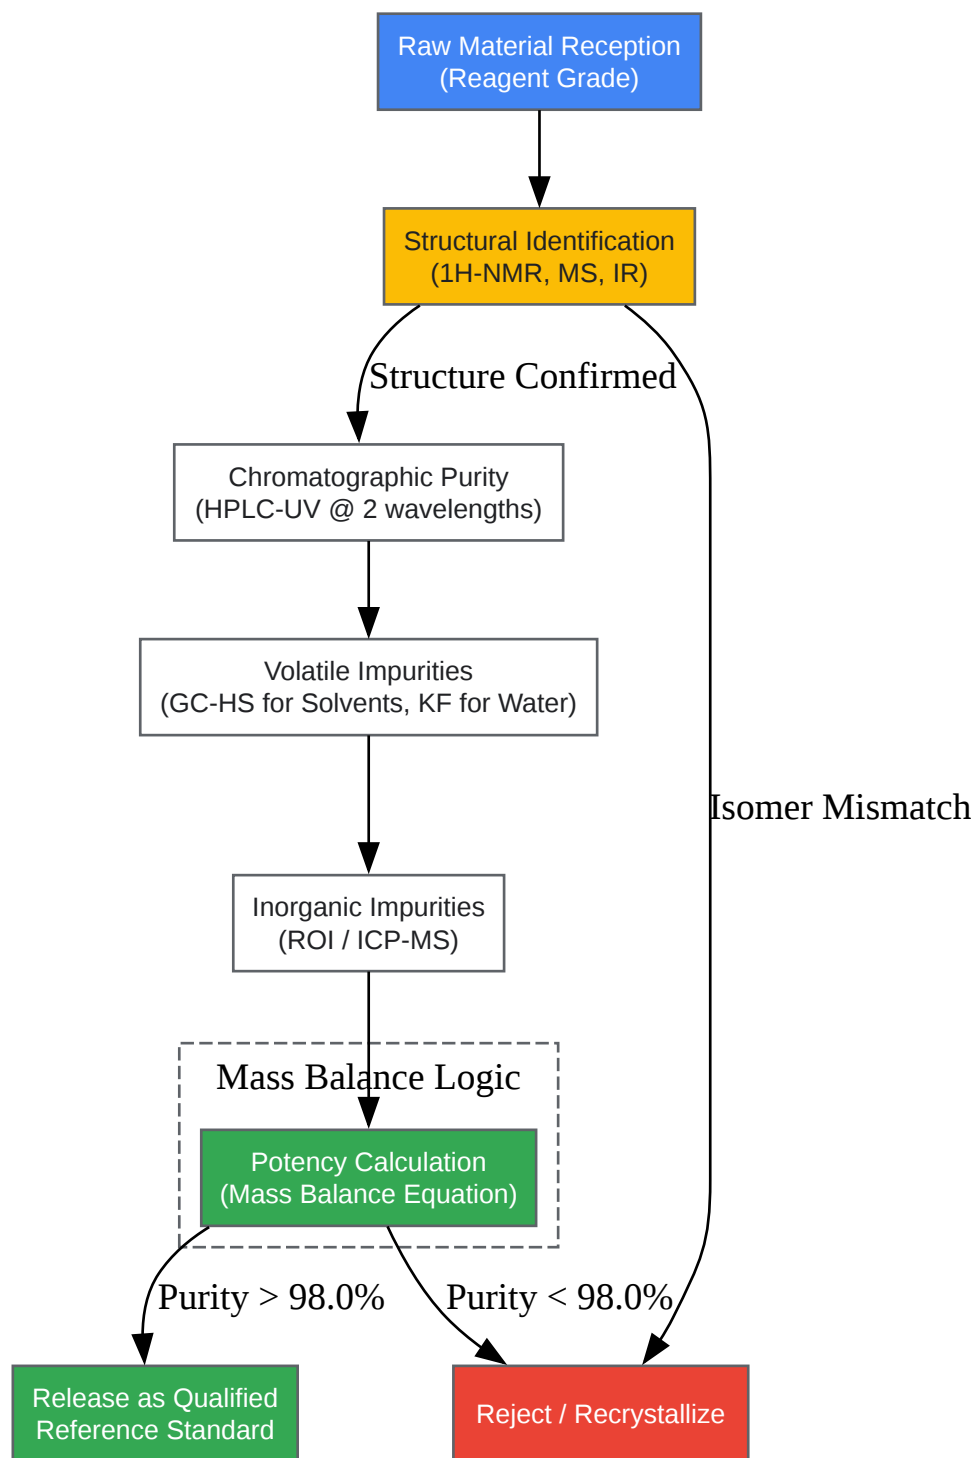 Raw Material Reception
(Reagent Grade)
Structural Identification
(1H-NMR, MS, IR)
Structure Confirmed
Chromatographic Purity
(HPLC-UV @ 2 wavelengths)
Volatile Impurities
(GC-HS for Solvents, KF for Water)
Isomer Mismatch
Inorganic Impurities
(ROI / ICP-MS)
Mass Balance Logic
Potency Calculation
(Mass Balance Equation)
Purity > 98.0%
Purity < 98.0%
Release as Qualified
Reference Standard
Reject / Recrystallize